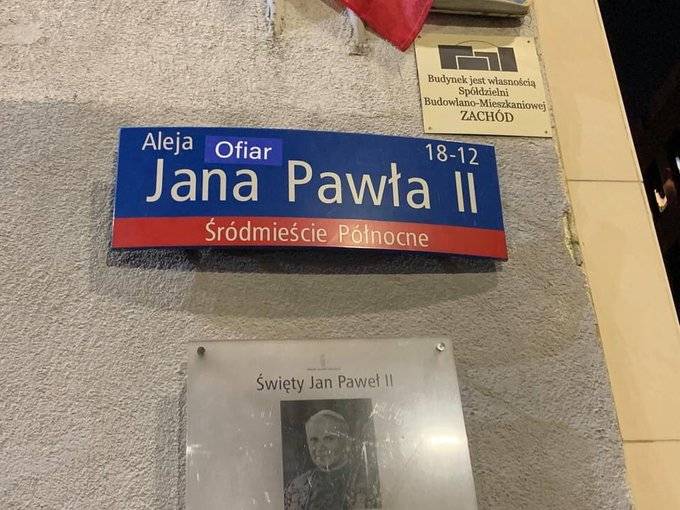 Budynek jest własnością
Spółdzielni
Budowlano-Mieszkaniowej
ZACHÓD
Aleja Ofiar 18-12
Jana Pawła II
Śródmieście Północne
Święty Jan Paweł II